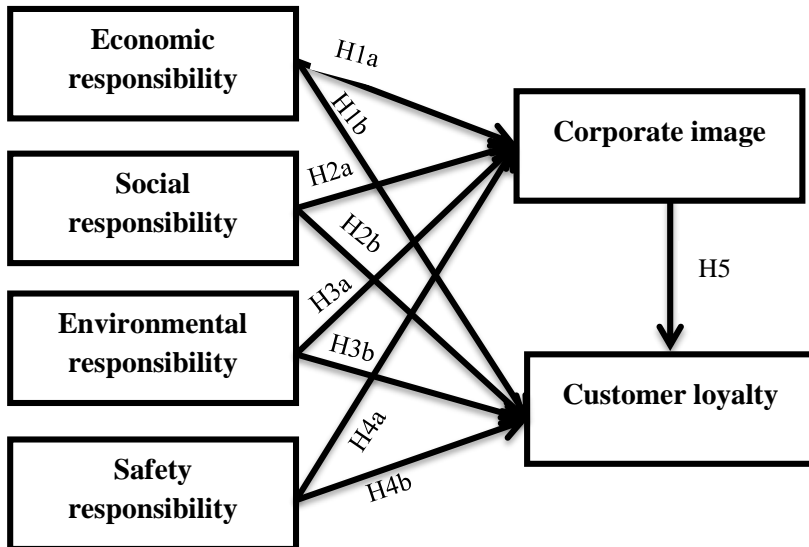 Economic
responsibility
H1a
H1b
Corporate image
Social
responsibility
H2a
H2b
H5
Environmental
responsibility
H3a
H3b
Customer loyalty
Safety
responsibility
H4a
H4b